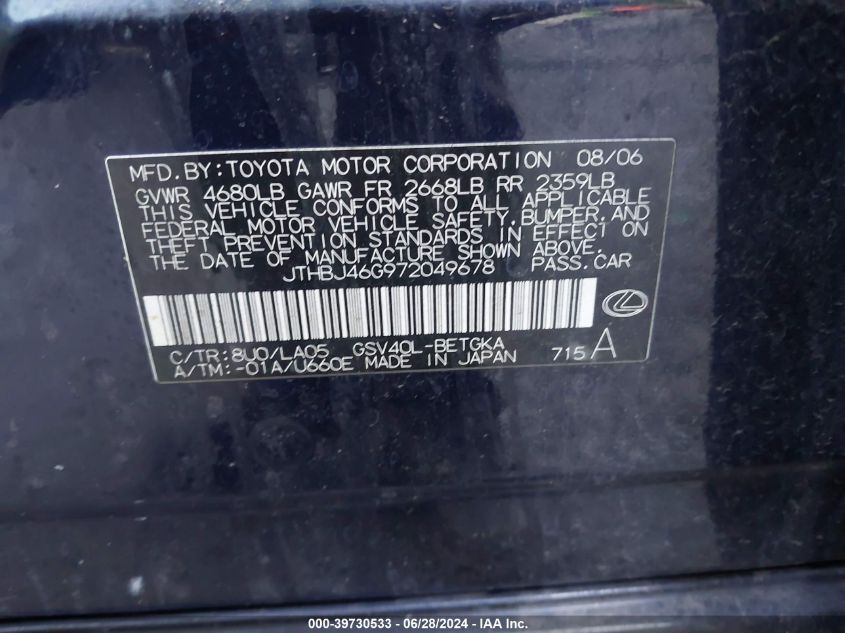 MFD.BY:TOYOTA MOTOR CORPORATION 08/06
GVWR 4680LB GAWR FR 2668LB RR 2359LB
THIS VEHICLE CONFORMS TO ALL APPLICABLE
FEDERAL MOTOR VEHICLE SAFETY, BUMPER, AND
THEFT PREVENTION STANDARDS IN EFFECT ON
THE DATE OF MANUFACTURE SHOWN ABOVE.
JTHBJ46G972049678 PASS.CAR
C/TR:8U0/LA05 GSV40L-BETGKA
A/TM:-01A/U660E MADE IN JAPAN 715 A
000-39730533 / 06/28/2024 / IAA Inc.